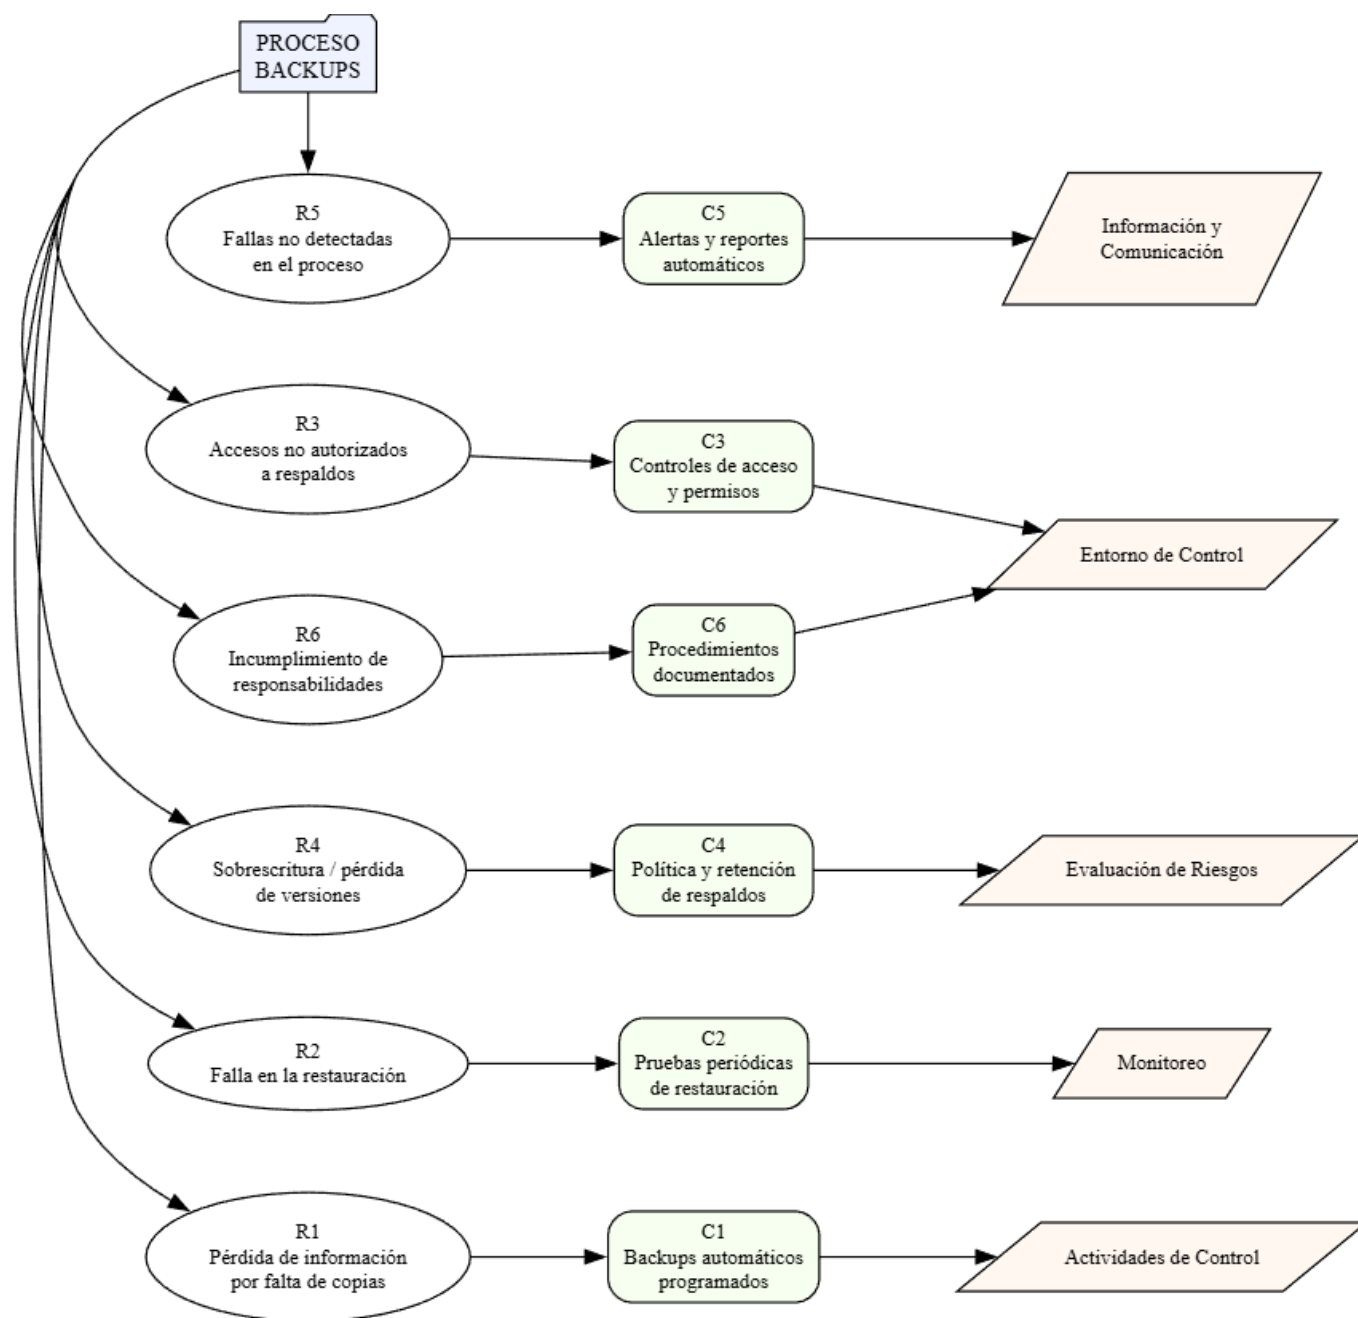 PROCESO
BACKUPS
R5
Fallas no detectadas
en el proceso
C5
Alertas y reportes
automáticos
Información y
Comunicación
R3
Accesos no autorizados
a respaldos
C3
Controles de acceso
y permisos
Entorno de Control
R6
Incumplimiento de
responsabilidades
C6
Procedimientos
documentados
R4
Sobrescritura / pérdida
de versiones
C4
Política y retención
de respaldos
Evaluación de Riesgos
R2
Falla en la restauración
C2
Pruebas periódicas
de restauración
Monitoreo
R1
Pérdida de información
por falta de copias
C1
Backups automáticos
programados
Actividades de Control